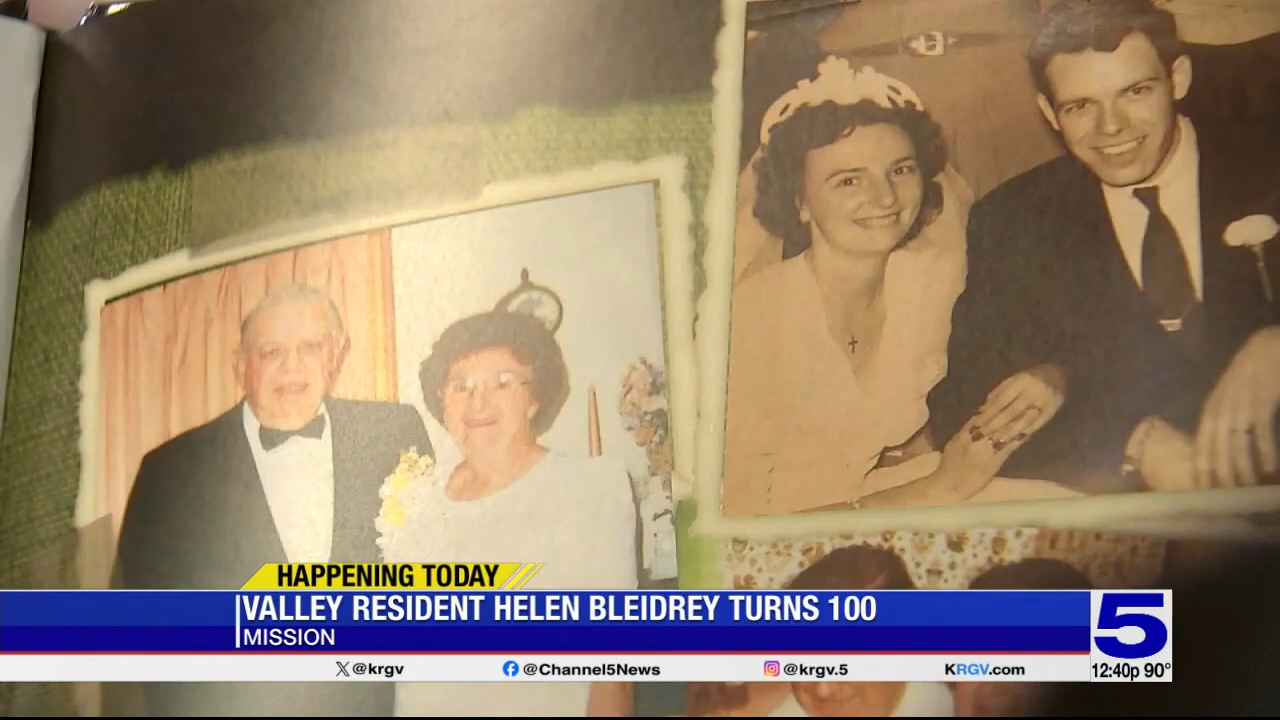 HAPPENING TODAY
VALLEY RESIDENT HELEN BLEIDREY TURNS 100
MISSION
5
@krgv
@Channel5News
@krgv.5
KRGV.com
12:40p 90°